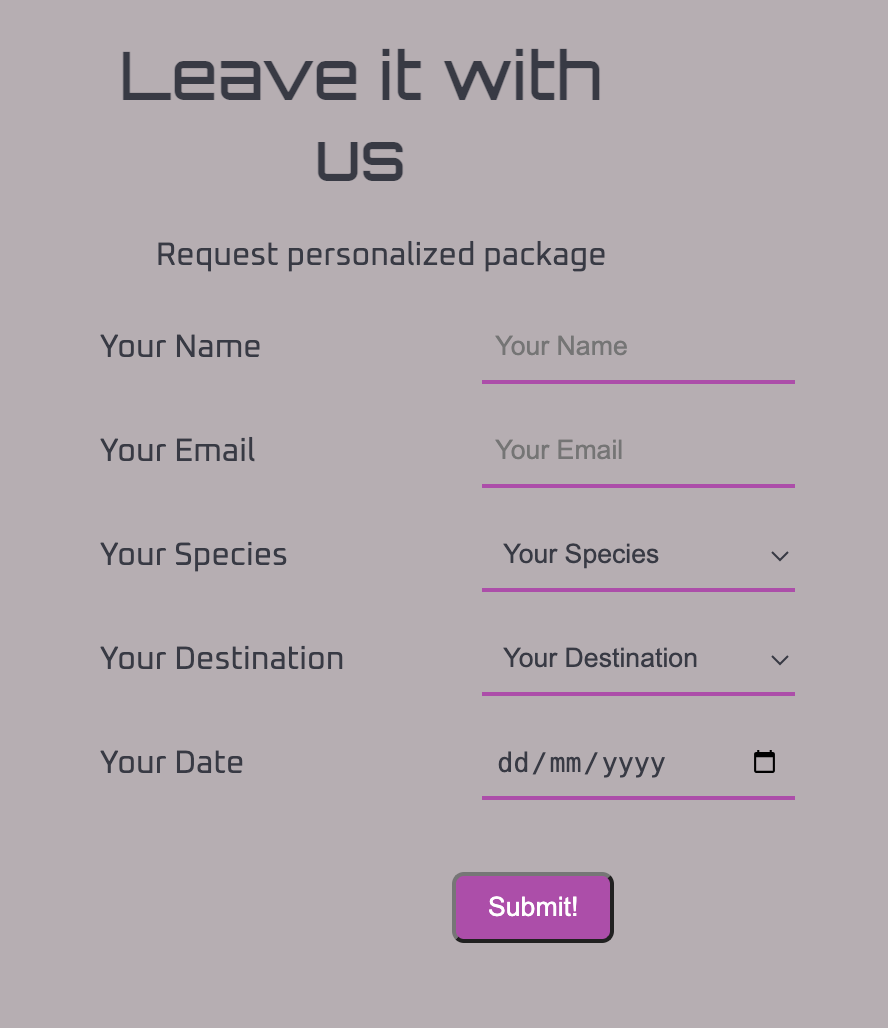 Leave it with
us
Request personalized package
Your Name Your Name
Your Email Your Email
Your Species Your Species
Your Destination Your Destination
Your Date dd/mm/yyyy
Submit!